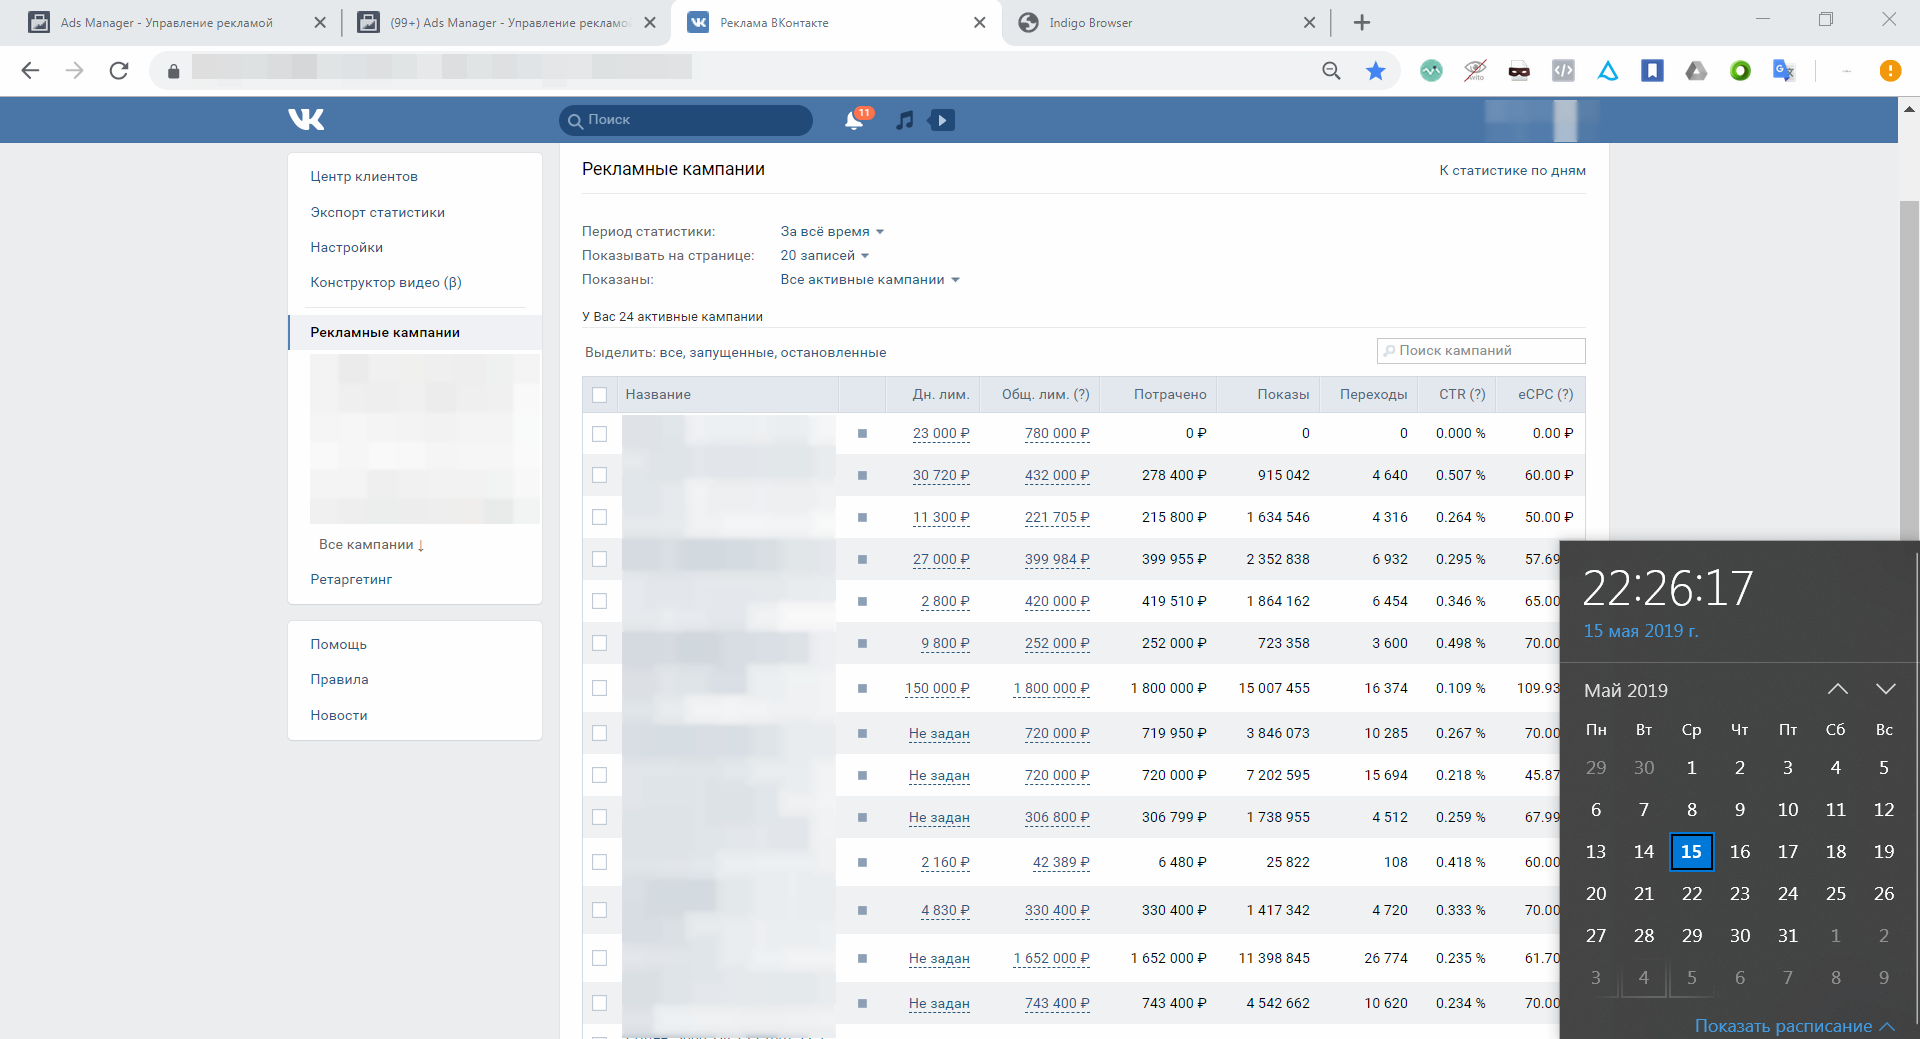 Ads Manager - Управление рекламой
(99+) Ads Manager - Управление рекламо
Реклама ВКонтакте
Indigo Browser
Поиск
11
Рекламные кампании
К статистике по дням
Центр клиентов
Экспорт статистики
Настройки
Конструктор видео (β)
Рекламные кампании
Все кампании ↓
Ретаргетинг
Помощь
Правила
Новости
Период статистики: За всё время
Показывать на странице: 20 записей
Показаны: Все активные кампании
У Вас 24 активные кампании
Выделить: все, запущенные, остановленные
Поиск кампаний
Название Дн. лим. Общ. лим. (?) Потрачено Показы Переходы CTR (?) eCPC (?)
23 000 ₽ 780 000 ₽ 0 ₽ 0 0 0.000 % 0.00 ₽
30 720 ₽ 432 000 ₽ 278 400 ₽ 915 042 4 640 0.507 % 60.00 ₽
11 300 ₽ 221 705 ₽ 215 800 ₽ 1 634 546 4 316 0.264 % 50.00 ₽
27 000 ₽ 399 984 ₽ 399 955 ₽ 2 352 838 6 932 0.295 % 57.69
2 800 ₽ 420 000 ₽ 419 510 ₽ 1 864 162 6 454 0.346 % 65.00
9 800 ₽ 252 000 ₽ 252 000 ₽ 723 358 3 600 0.498 % 70.00
150 000 ₽ 1 800 000 ₽ 1 800 000 ₽ 15 007 455 16 374 0.109 % 109.93
Не задан 720 000 ₽ 719 950 ₽ 3 846 073 10 285 0.267 % 70.00
Не задан 720 000 ₽ 720 000 ₽ 7 202 595 15 694 0.218 % 45.87
Не задан 306 800 ₽ 306 799 ₽ 1 738 955 4 512 0.259 % 67.99
2 160 ₽ 42 389 ₽ 6 480 ₽ 25 822 108 0.418 % 60.00
4 830 ₽ 330 400 ₽ 330 400 ₽ 1 417 342 4 720 0.333 % 70.00
Не задан 1 652 000 ₽ 1 652 000 ₽ 11 398 845 26 774 0.235 % 61.70
Не задан 743 400 ₽ 743 400 ₽ 4 542 662 10 620 0.234 % 70.00
22:26:17
15 мая 2019 г.
Май 2019
Пн Вт Ср Чт Пт Сб Вс
29 30 1 2 3 4 5
6 7 8 9 10 11 12
13 14 15 16 17 18 19
20 21 22 23 24 25 26
27 28 29 30 31 1 2
3 4 5 6 7 8 9
Показать расписание